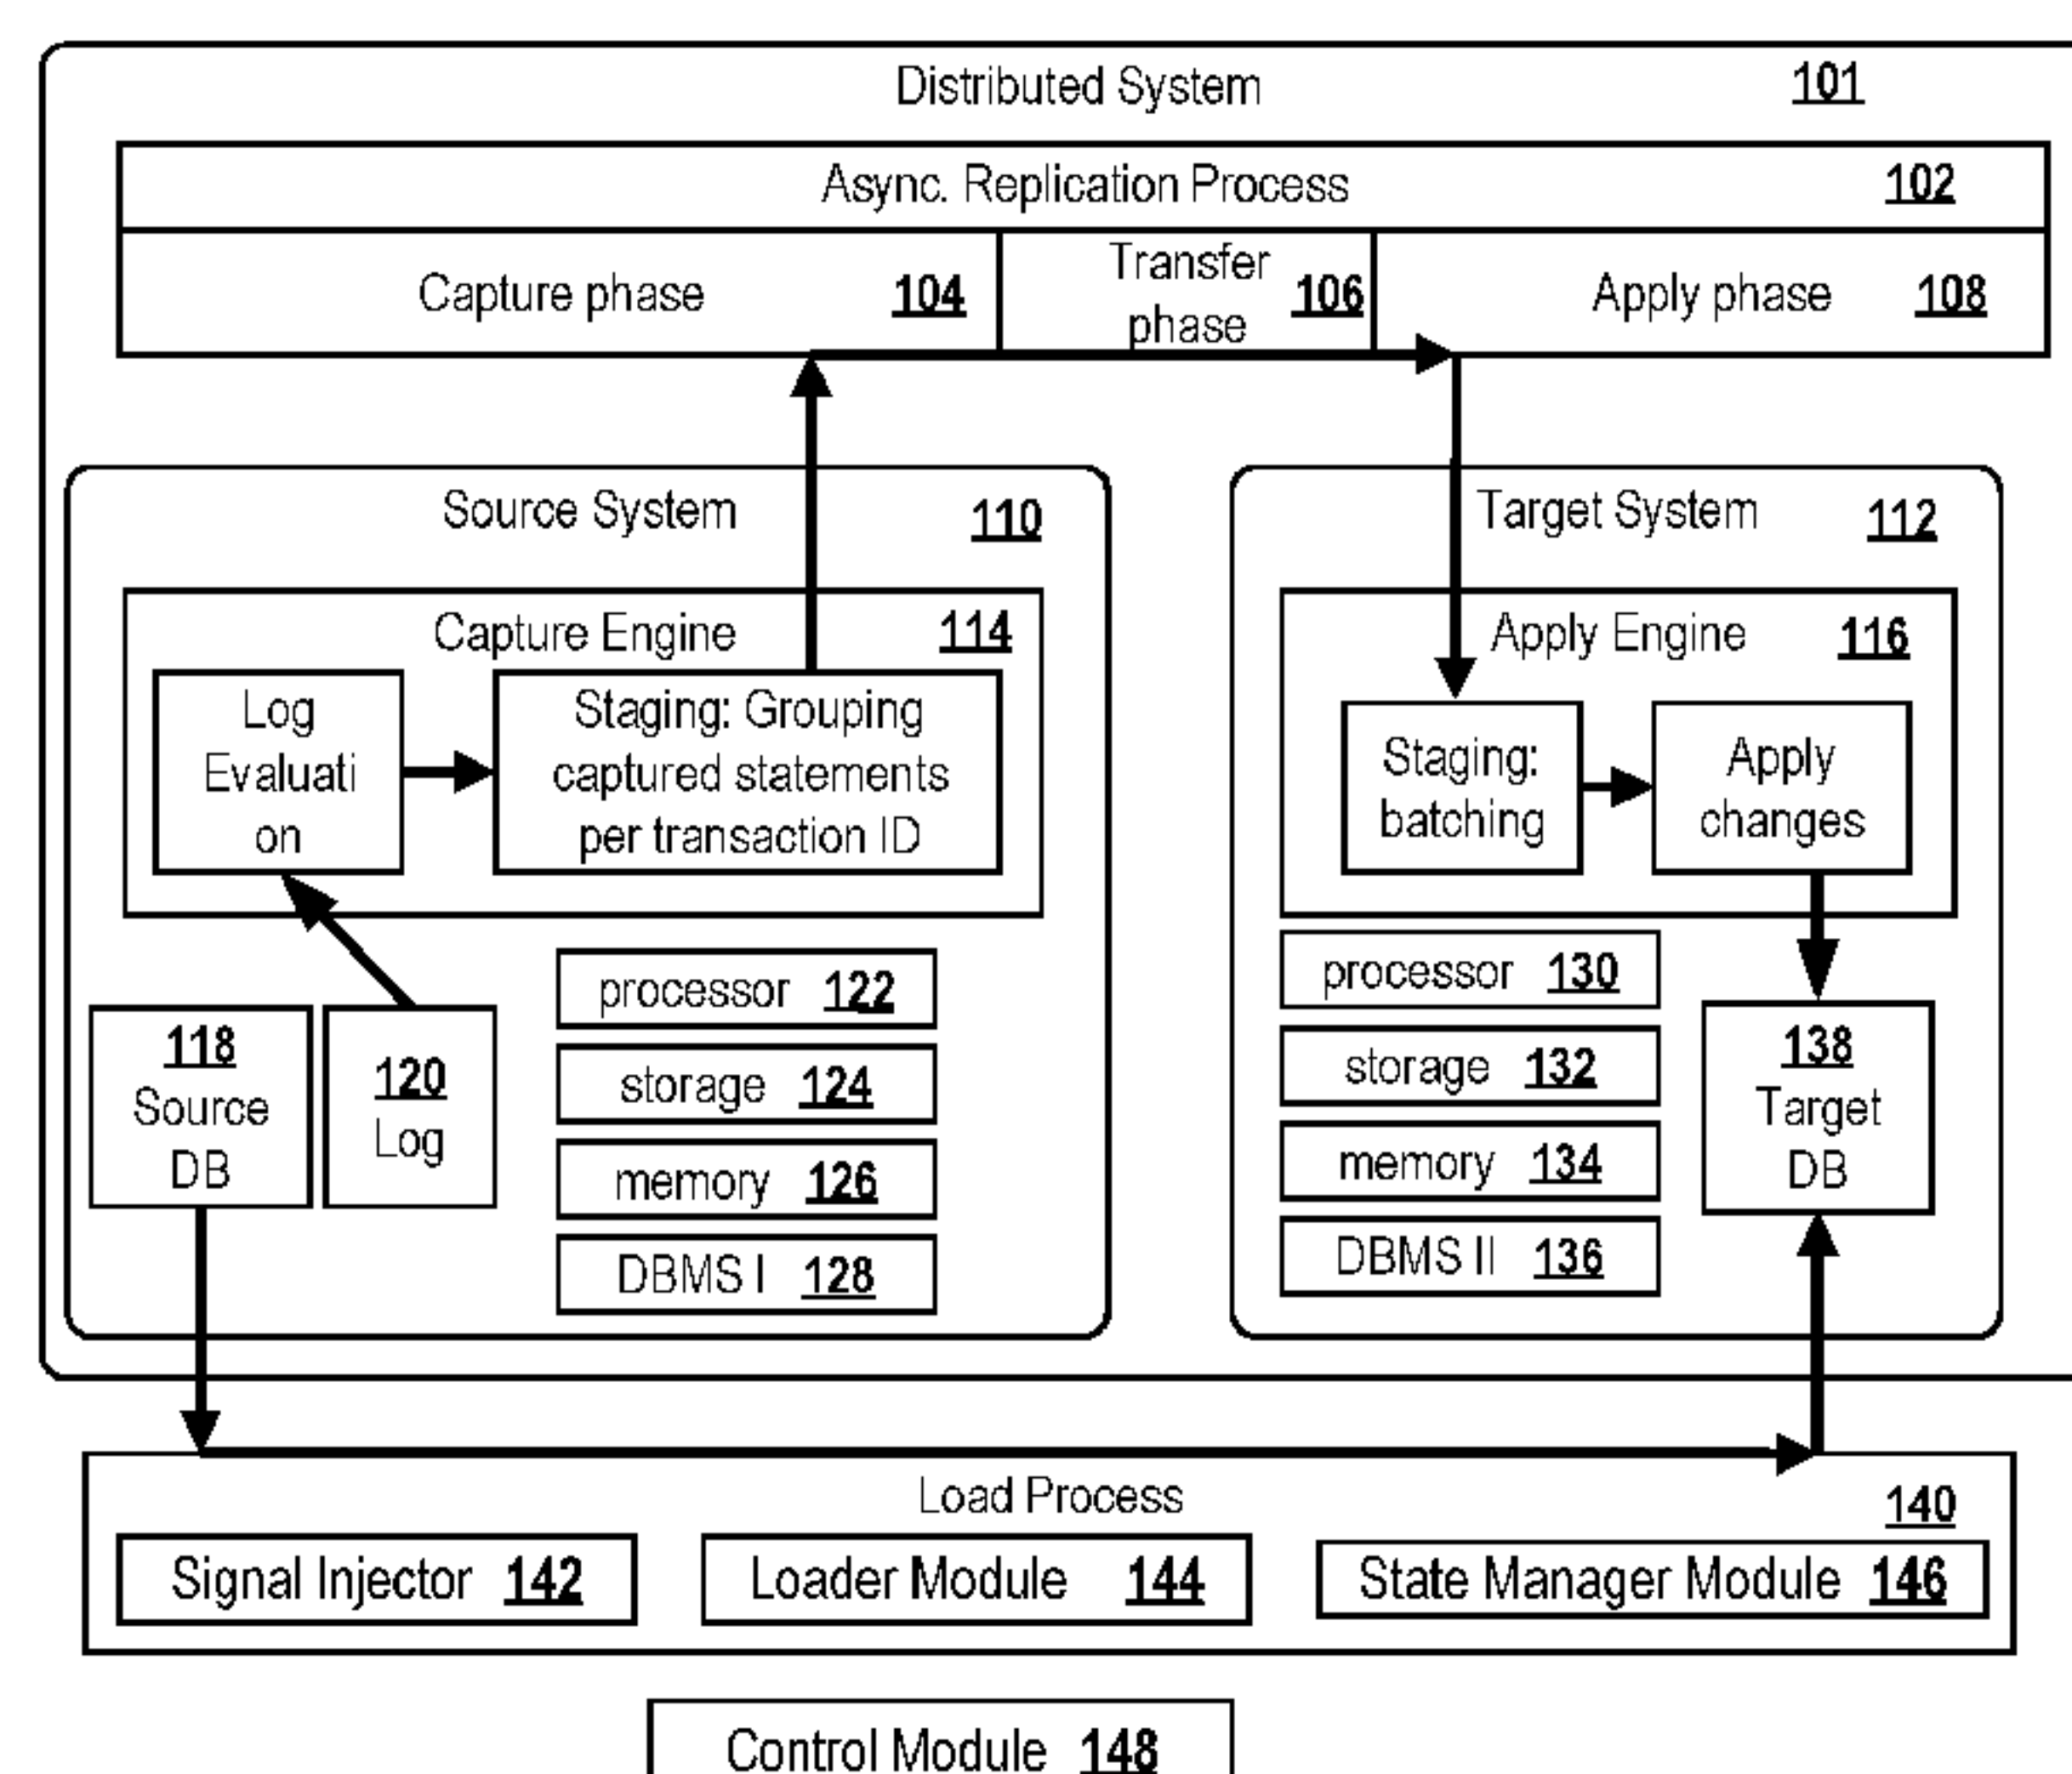 Distributed System 101
Async. Replication Process 102
Capture phase 104
Transfer
phase 106
Apply phase 108
Source System 110
Capture Engine 114
Log
Evaluati
on
Staging: Grouping
captured statements
per transaction ID
118
Source
DB
120
Log
processor 122
storage 124
memory 126
DBMS I 128
Target System 112
Apply Engine 116
Staging:
batching
Apply
changes
processor 130
storage 132
memory 134
DBMS II 136
138
Target
DB
Load Process 140
Signal Injector 142
Loader Module 144
State Manager Module 146
Control Module 148